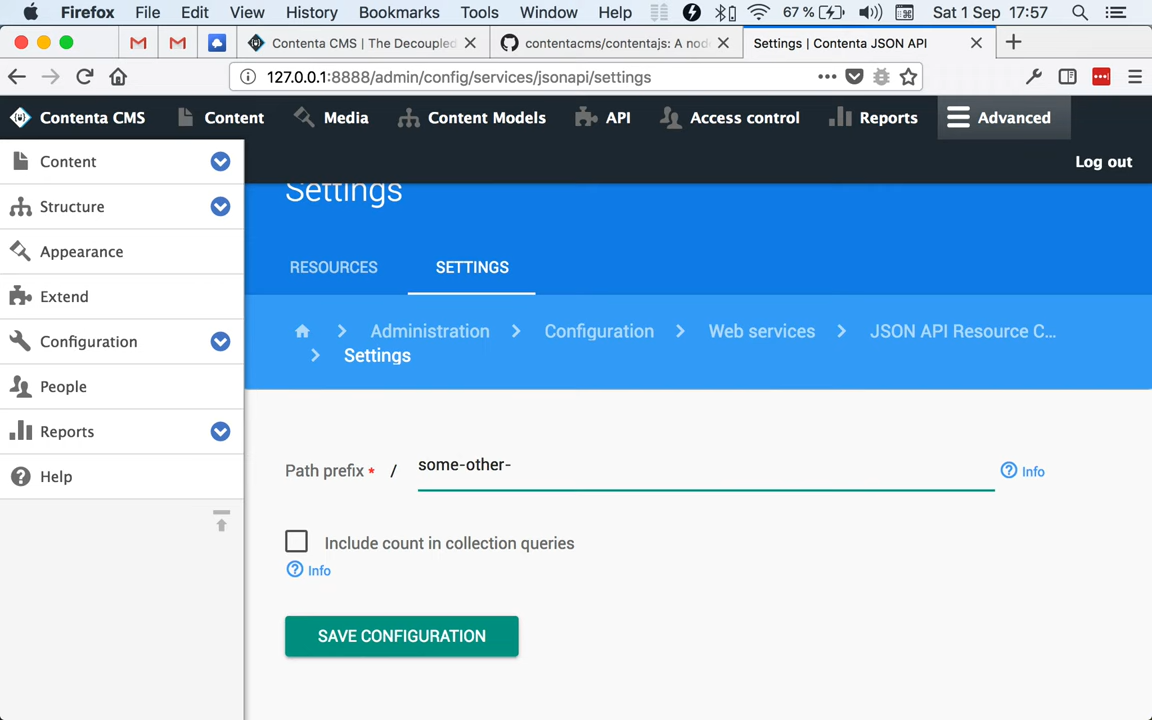 Firefox File Edit View History Bookmarks Tools Window Help 67 % Sat 1 Sep 17:57
Contenta CMS | The Decoupled contentacms/contentajs: A nod Settings | Contenta JSON API
127.0.0.1:8888/admin/config/services/jsonapi/settings
Contenta CMS Content Media Content Models API Access control Reports Advanced
Log out
Content
Structure
Appearance
Extend
Configuration
People
Reports
Help
Settings
RESOURCES SETTINGS
Administration Configuration Web services JSON API Resource C...
Settings
Path prefix * / some-other- Info
Include count in collection queries
Info
SAVE CONFIGURATION